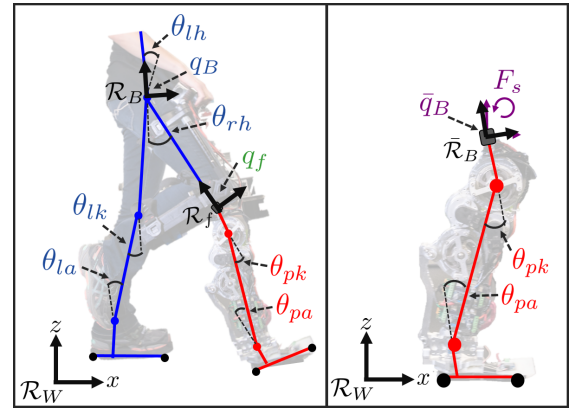 θ_lh
q_B
R_B
θ_rh
q_f
R_f
θ_lk
θ_la
θ_pk
θ_pa
z
x
R_W
F_s
q̄_B
R̄_B
θ_pk
θ_pa
z
x
R_W